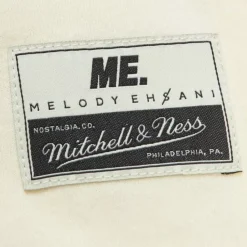 ME.
MELODY EHSANI
NOSTALGIA, CO.
Mitchell & Ness
PHILADELPHIA, PA.